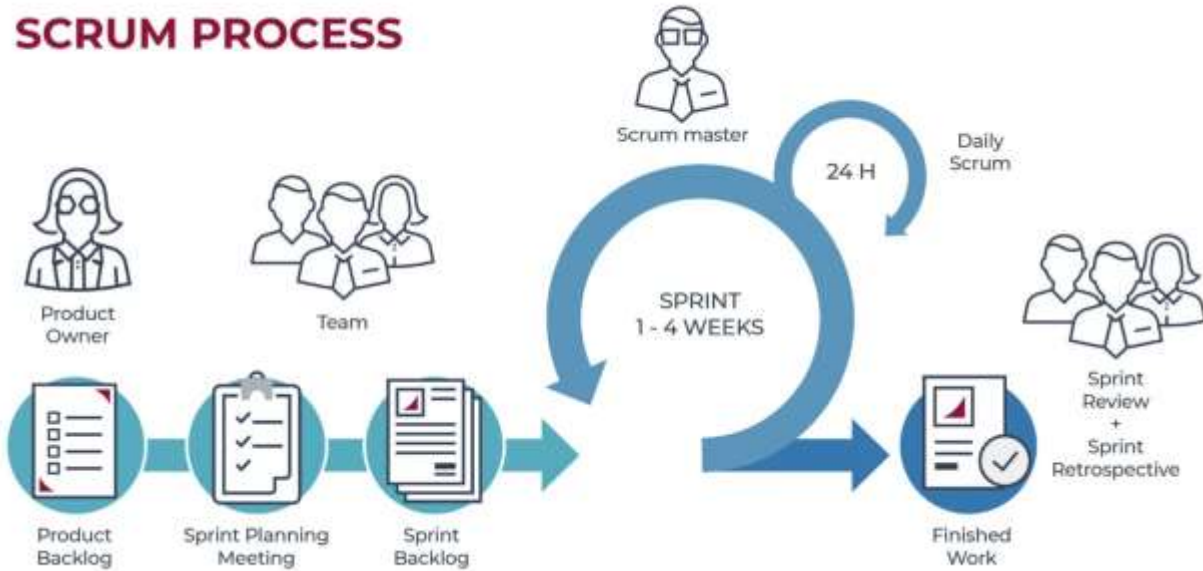 SCRUM PROCESS
Scrum master
24 H
Daily
Scrum
Product
Owner
Team
SPRINT
1 - 4 WEEKS
Sprint
Review
+
Sprint
Retrospective
Product
Backlog
Sprint Planning
Meeting
Sprint
Backlog
Finished
Work